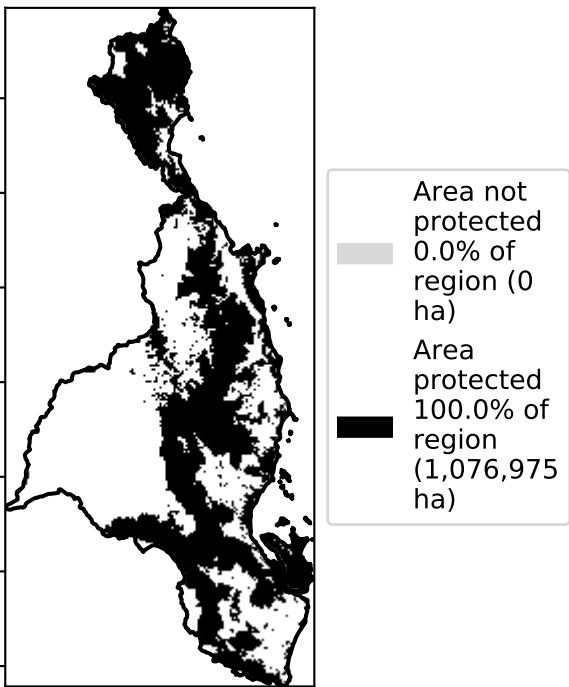 Area not
protected
0.0% of
region (0
ha)
Area
protected
100.0% of
region
(1,076,975
ha)